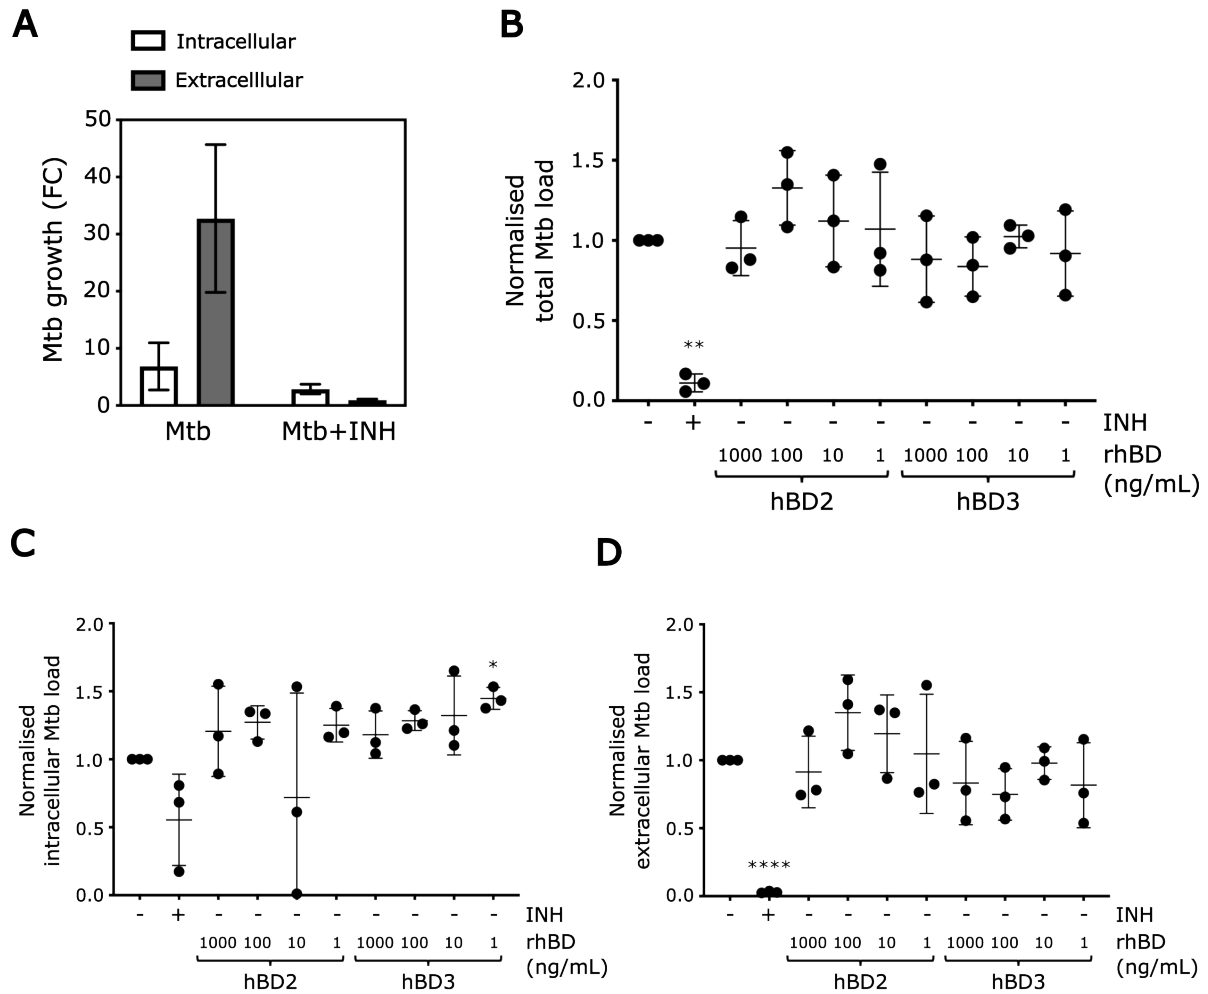 A
Intracellular
Extracelllular
Mtb growth (FC)
50
40
30
20
10
0
Mtb
Mtb+INH
B
Normalised
total Mtb load
2.0
1.5
1.0
0.5
0.0
**
- + - - - - - - - - INH
1000 100 10 1 1000 100 10 1 rhBD
(ng/mL)
hBD2 hBD3
C
Normalised
intracellular Mtb load
2.0
1.5
1.0
0.5
0.0
*
- + - - - - - - - - INH
1000 100 10 1 1000 100 10 1 rhBD
(ng/mL)
hBD2 hBD3
D
Normalised
extracellular Mtb load
2.0
1.5
1.0
0.5
0.0
****
- + - - - - - - - - INH
1000 100 10 1 1000 100 10 1 rhBD
(ng/mL)
hBD2 hBD3